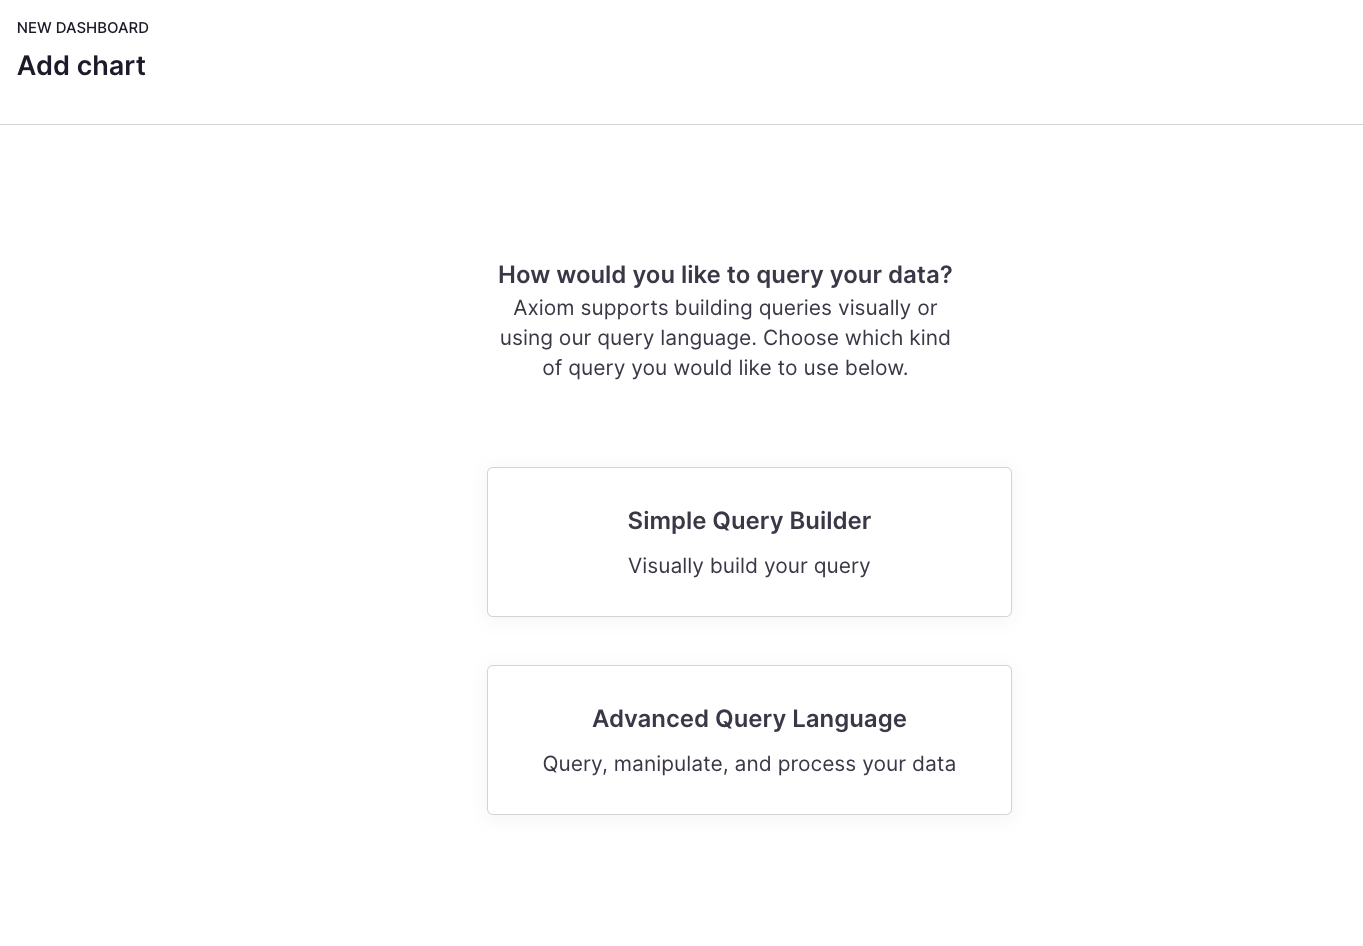 NEW DASHBOARD
Add chart
How would you like to query your data?
Axiom supports building queries visually or
using our query language. Choose which kind
of query you would like to use below.
Simple Query Builder
Visually build your query
Advanced Query Language
Query, manipulate, and process your data